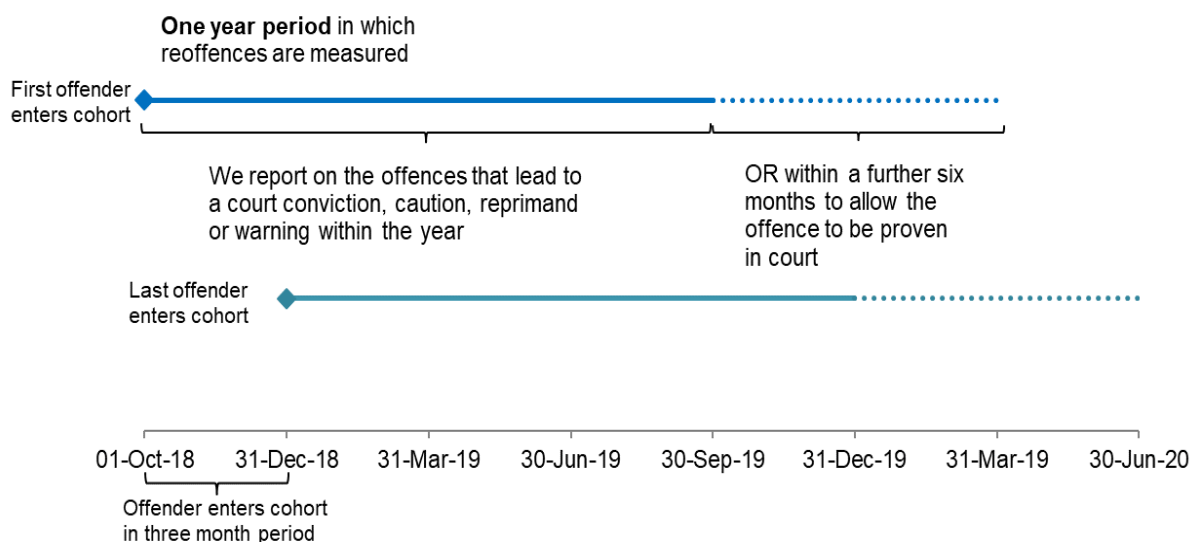 One year period in which
reoffences are measured
First offender
enters cohort
We report on the offences that lead to
a court conviction, caution, reprimand
or warning within the year
OR within a further six
months to allow the
offence to be proven
in court
Last offender
enters cohort
01-Oct-18 31-Dec-18 31-Mar-19 30-Jun-19 30-Sep-19 31-Dec-19 31-Mar-19 30-Jun-20
Offender enters cohort
in three month period